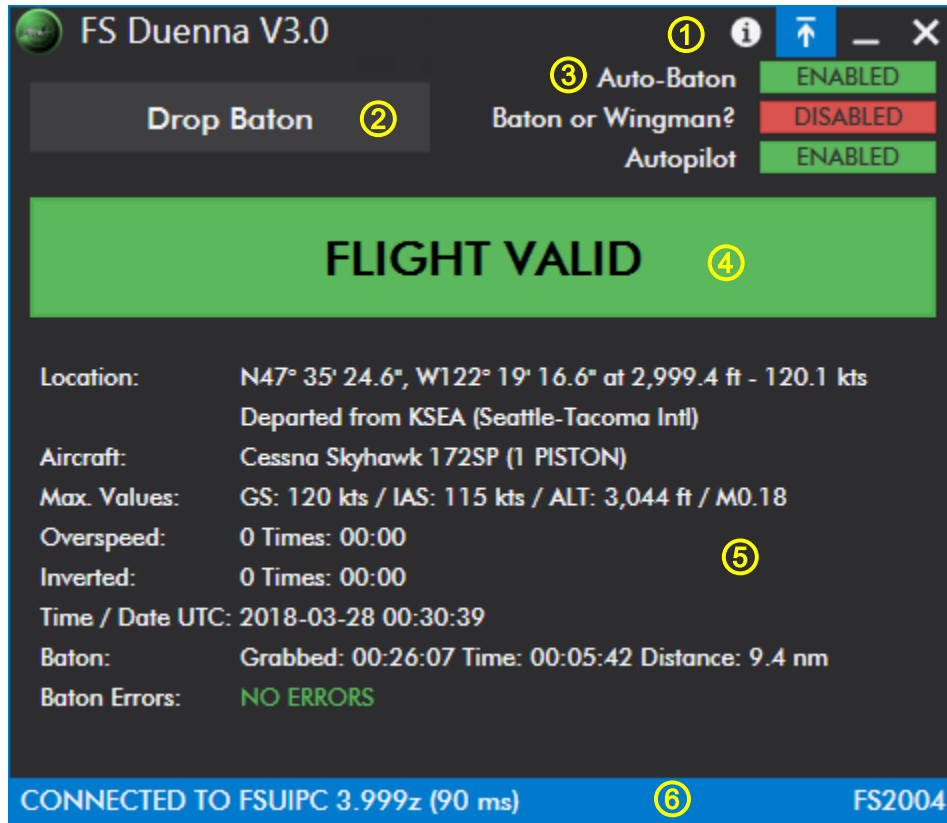 FS Duenna V3.0 ① i
③ Auto-Baton ENABLED
Drop Baton ② Baton or Wingman? DISABLED
Autopilot ENABLED
FLIGHT VALID ④
Location: N47° 35' 24.6", W122° 19' 16.6" at 2,999.4 ft - 120.1 kts
Departed from KSEA (Seattle-Tacoma Intl)
Aircraft: Cessna Skyhawk 172SP (1 PISTON)
Max. Values: GS: 120 kts / IAS: 115 kts / ALT: 3,044 ft / M0.18
Overspeed: 0 Times: 00:00
⑤
Inverted: 0 Times: 00:00
Time / Date UTC: 2018-03-28 00:30:39
Baton: Grabbed: 00:26:07 Time: 00:05:42 Distance: 9.4 nm
Baton Errors: NO ERRORS
CONNECTED TO FSUIPC 3.999z (90 ms) ⑥ FS2004